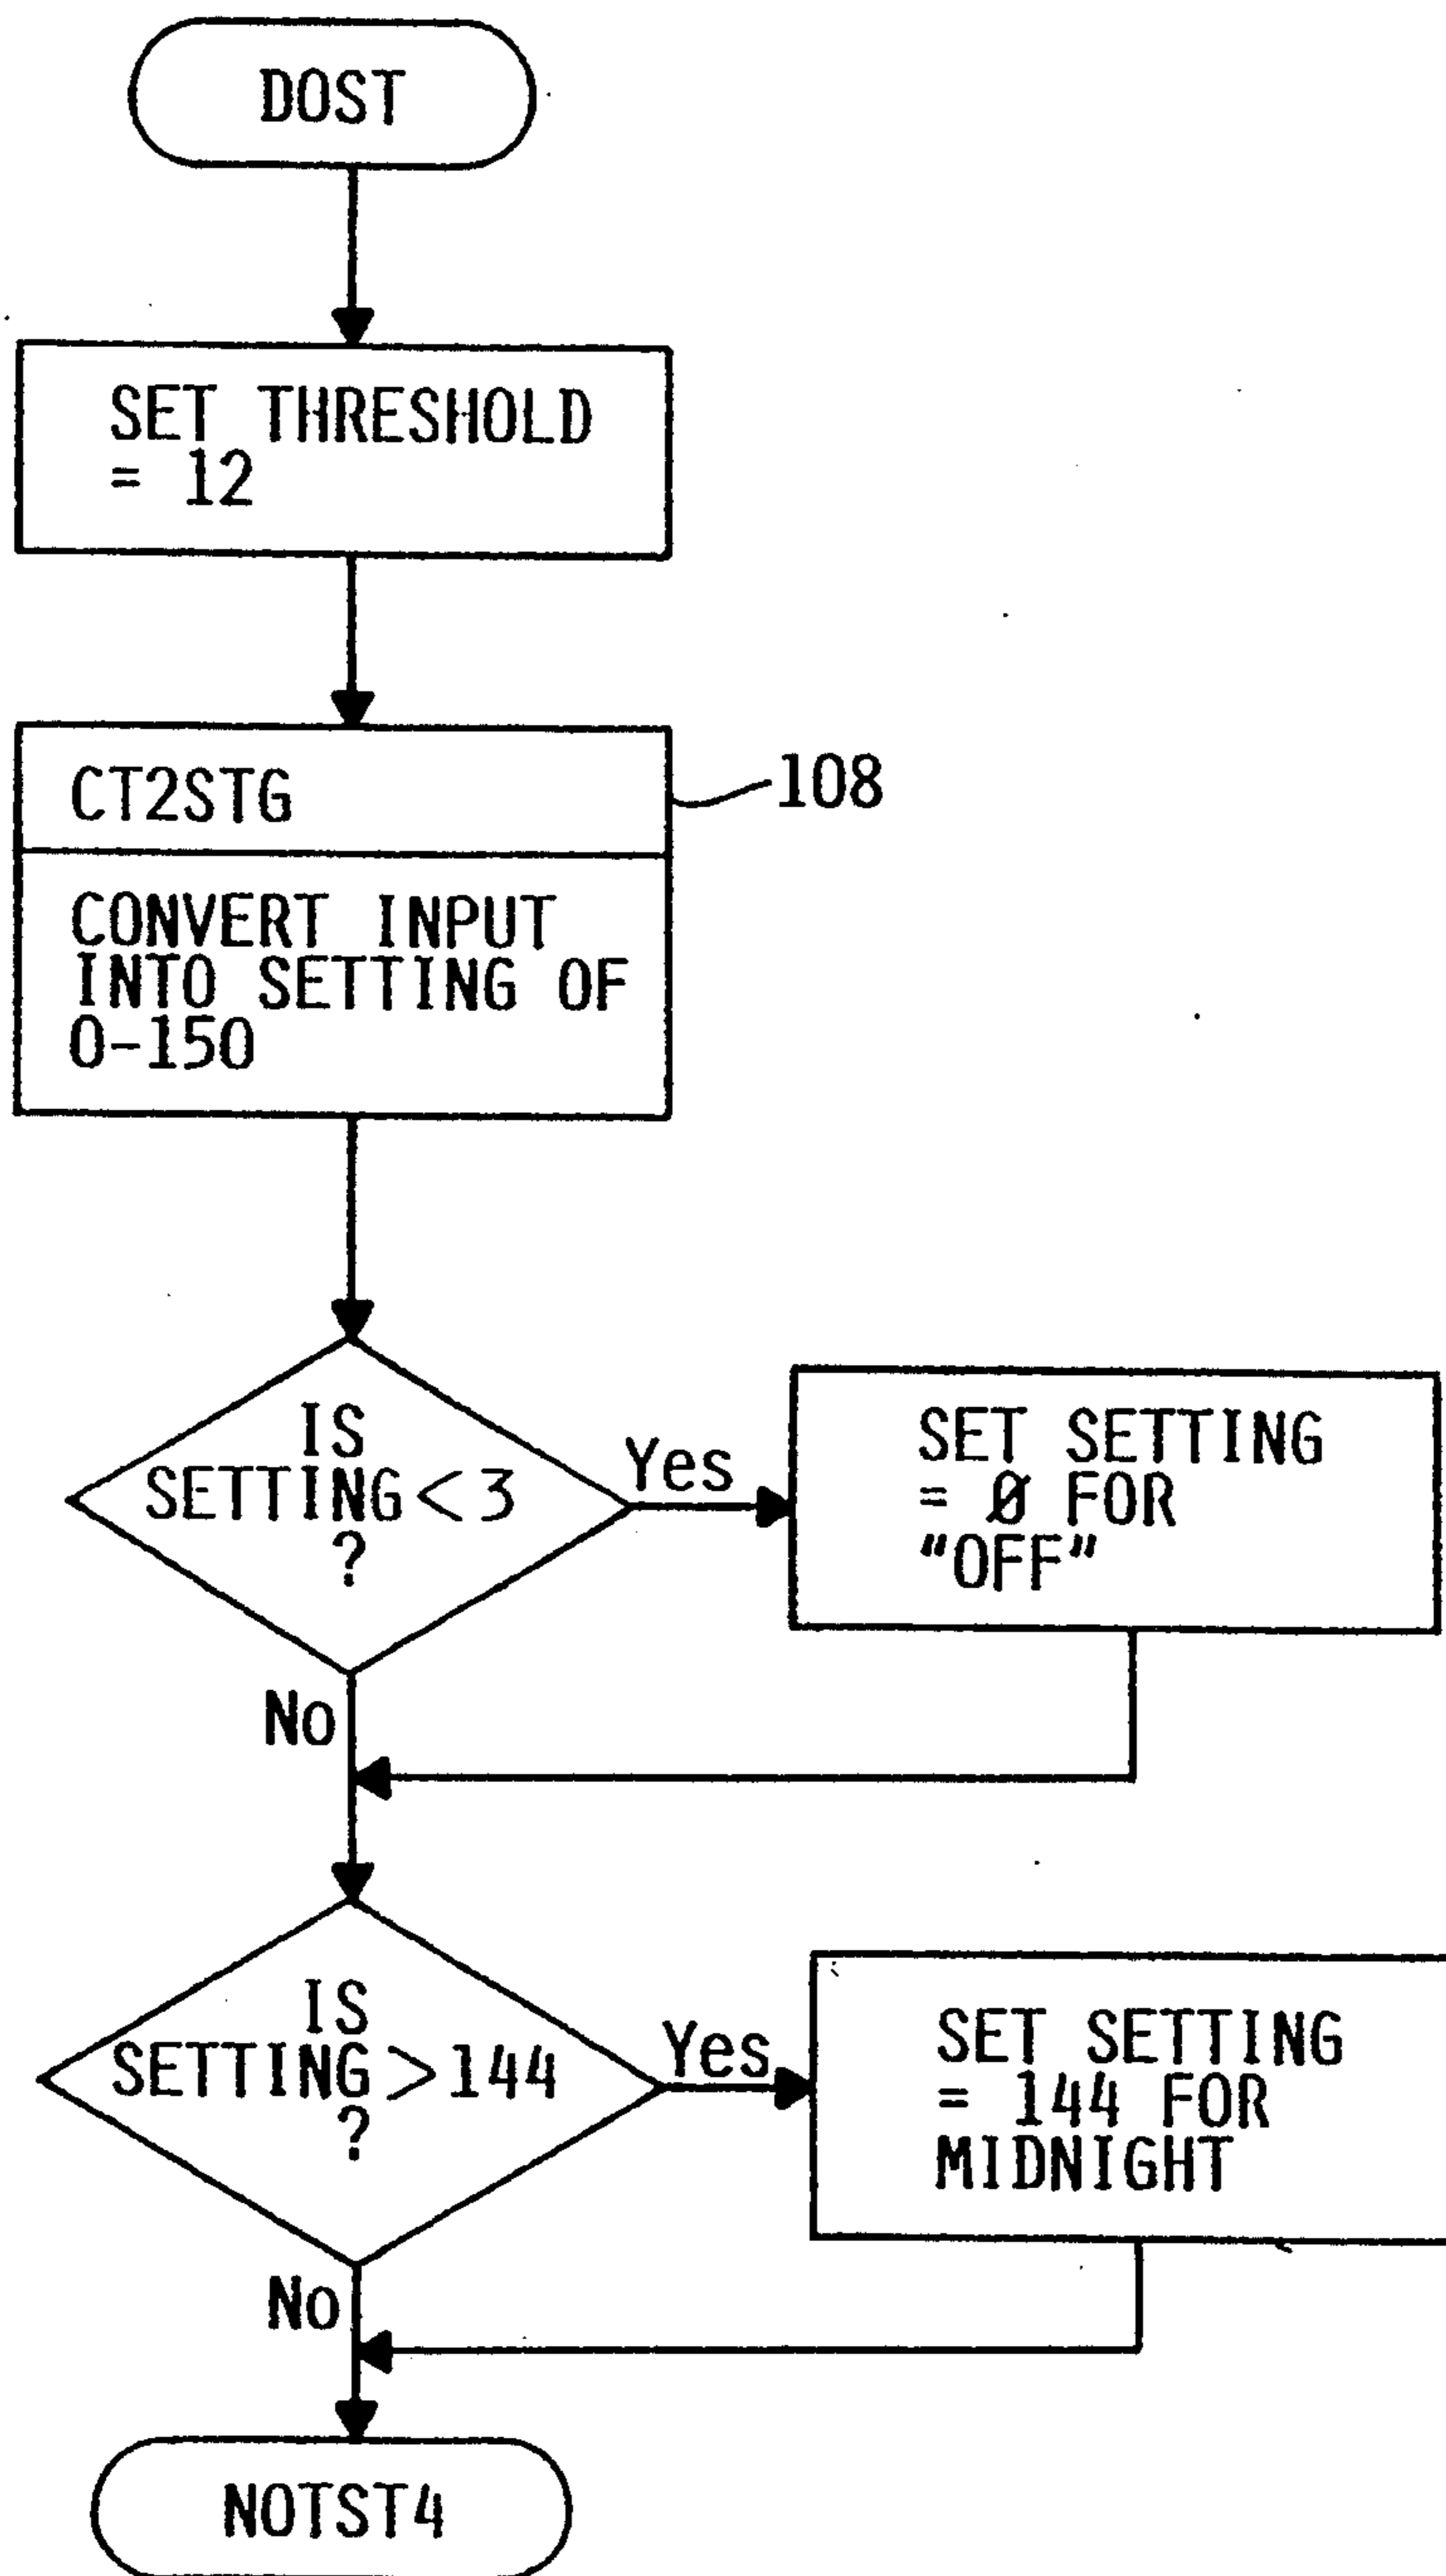 DOST
SET THRESHOLD
= 12
CT2STG
108
CONVERT INPUT
INTO SETTING OF
0-150
IS
SETTING<3
?
Yes
SET SETTING
= Ø FOR
"OFF"
No
IS
SETTING>144
?
Yes
SET SETTING
= 144 FOR
MIDNIGHT
No
NOTST4